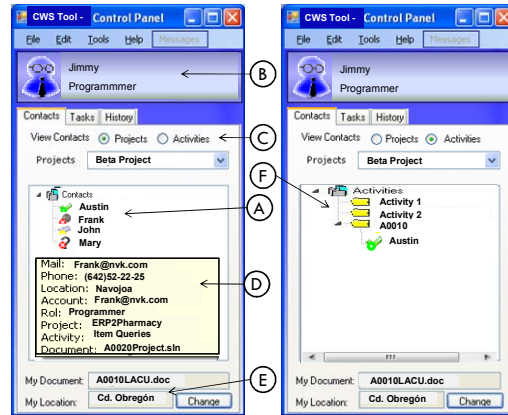 CWS Tool - Control Panel
File Edit Tools Help Messages
Jimmy
Programmmer
Contacts Tasks History
View Contacts Projects Activities
Projects Beta Project
Contacts
Austin
Frank
John
Mary
Mail: Frank@nvk.com
Phone: (642)52-22-25
Location: Navojoa
Account: Frank@nvk.com
Rol: Programmer
Project: ERP2Pharmacy
Activity: Item Queries
Document: A0020Project.sln
My Document: A0010LACU.doc
My Location: Cd. Obregón Change
B
C
A
D
E
F
CWS Tool - Control Panel
File Edit Tools Help Messages
Jimmy
Programmer
Contacts Tasks History
View Contacts Projects Activities
Projects Beta Project
Activities
Activity 1
Activity 2
A0010
Austin
My Document: A0010LACU.doc
My Location: Cd. Obregón Change